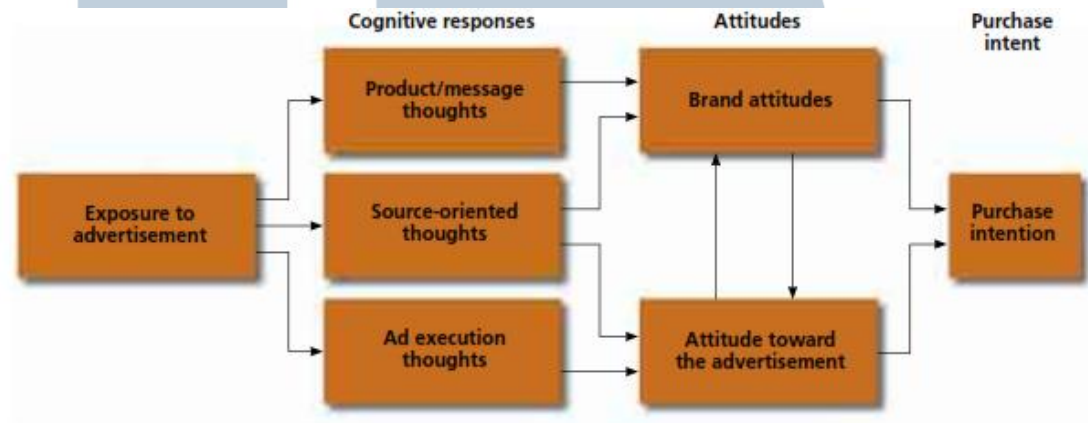 Cognitive responses
Attitudes
Purchase
intent
Product/message
thoughts
Brand attitudes
Exposure to
advertisement
Source-oriented
thoughts
Purchase
intention
Ad execution
thoughts
Attitude toward
the advertisement